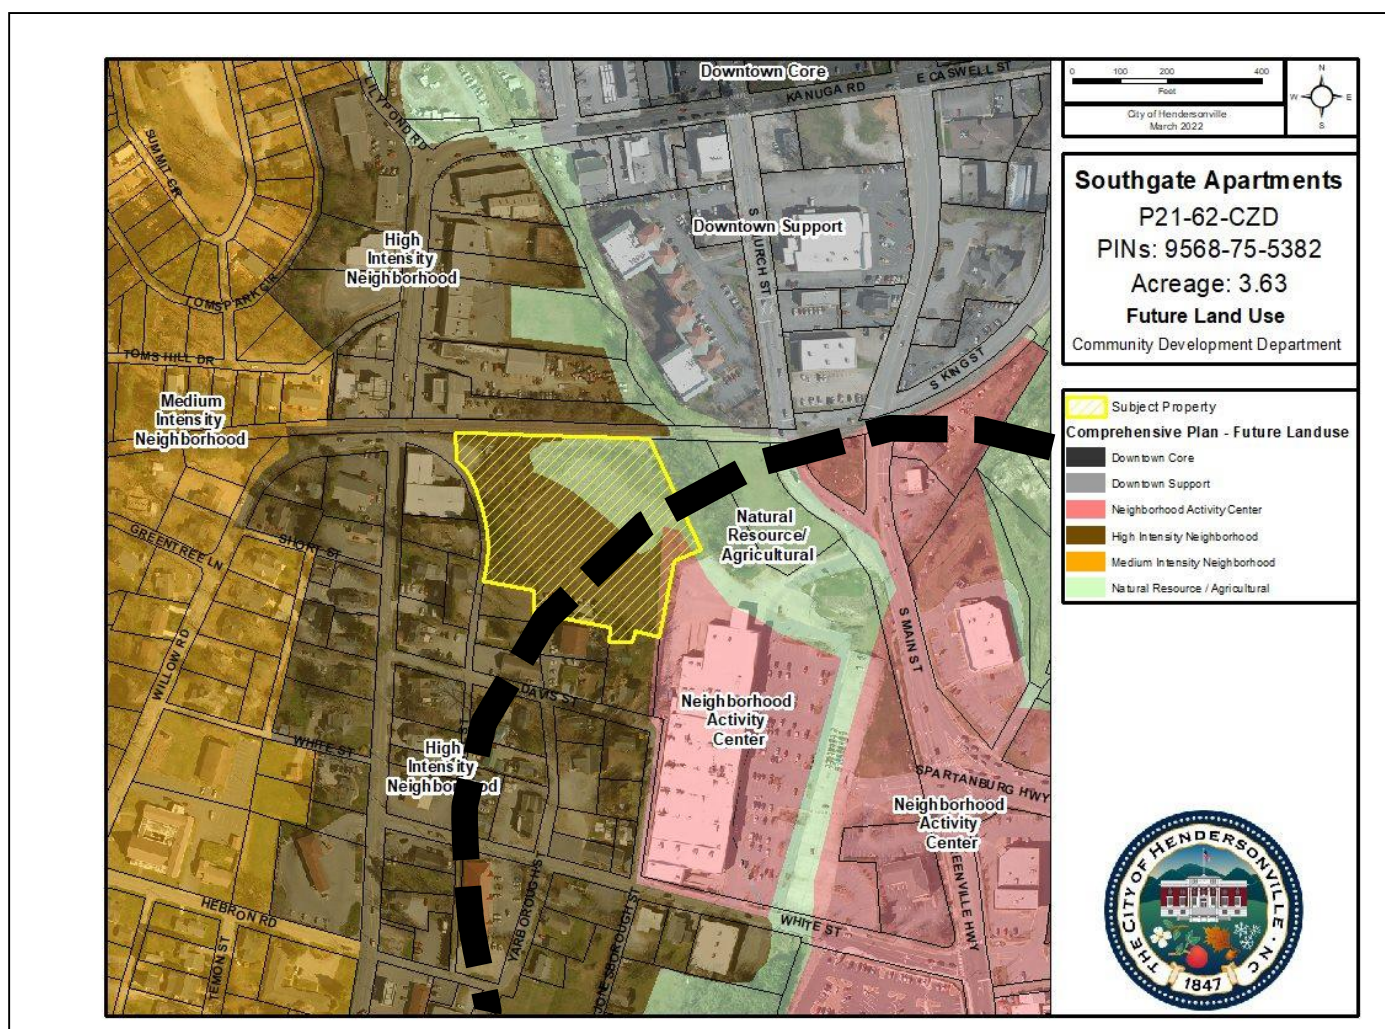 Downtown Core
E CASWELL ST
KANUGA RD
LILYPOND RD
SUMMIT CIR
Downtown Support
High
Intensity
Neighborhood
TOMSPARK CIR
TOMS HILL DR
S KING ST
Medium
Intensity
Neighborhood
GREENTREE LN
SHORT ST
Natural
Resource/
Agricultural
WILLOW RD
S MAIN ST
DAVIS ST
Neighborhood
Activity
Center
WHITE ST
High
Intensity
SPARTANBURG HWY
Neighborhood
Activity
Center
HEBRON RD
WHITE ST
0 100 200 400
Feet
City of Hendersonville
March 2022
N
W E
S
Southgate Apartments
P21-62-CZD
PINs: 9568-75-5382
Acreage: 3.63
Future Land Use
Community Development Department
Subject Property
Comprehensive Plan - Future Landuse
Downtown Core
Downtown Support
Neighborhood Activity Center
High Intensity Neighborhood
Medium Intensity Neighborhood
Natural Resource / Agricultural
THE CITY OF HENDERSONVILLE · N.C.
1847